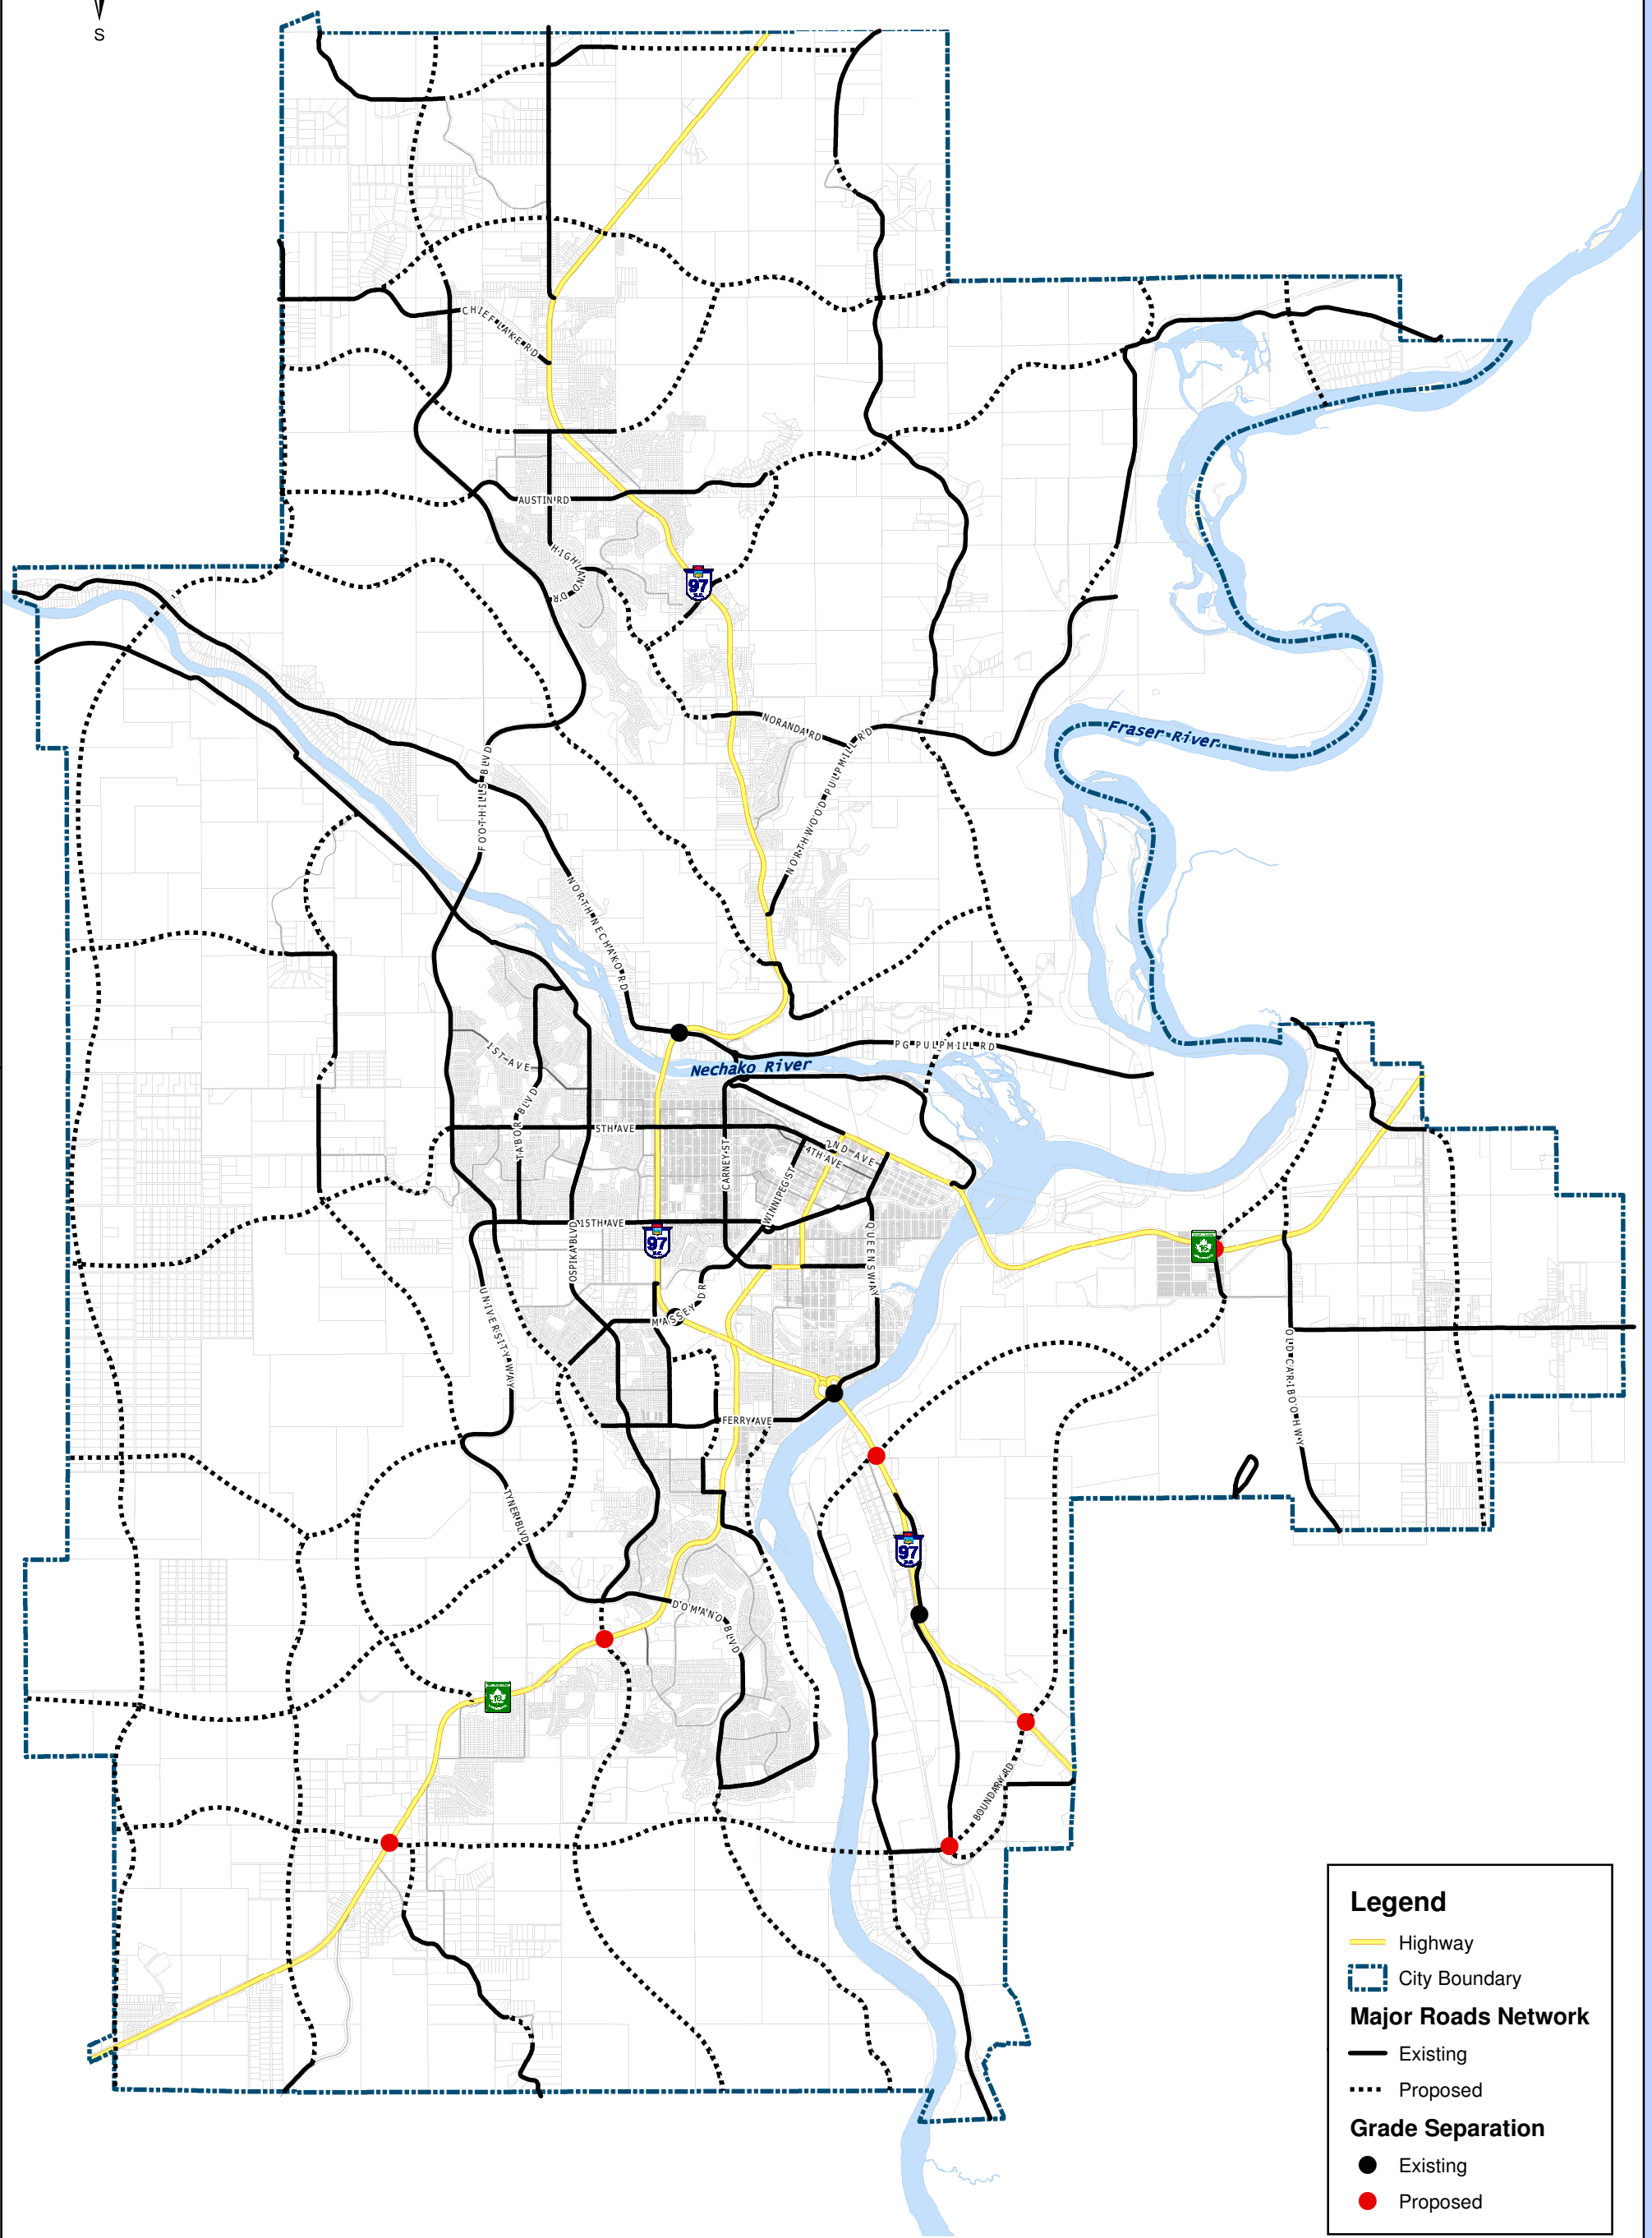 S
CHIEF LAKE RD
AUSTIN RD
HIGHLAND DR
97
NORANDA RD
NORTHWOOD PULPMILL RD
Fraser River
FOOTHILLS BLVD
NORTH NECHAKO RD
PG PULPMILL RD
Nechako River
1ST AVE
TABOR BLVD
5TH AVE
CARNEY ST
WINNIPEG ST
2ND AVE
4TH AVE
15TH AVE
OSPIKA BLVD
97
QUEENSWAY
16
UNIVERSITY WAY
MASSEY DR
FERRY AVE
OLD CARIBOO HWY
TYNER BLVD
97
DOMANO BLVD
16
BOUNDARY RD
Legend
Highway
City Boundary
Major Roads Network
Existing
Proposed
Grade Separation
Existing
Proposed